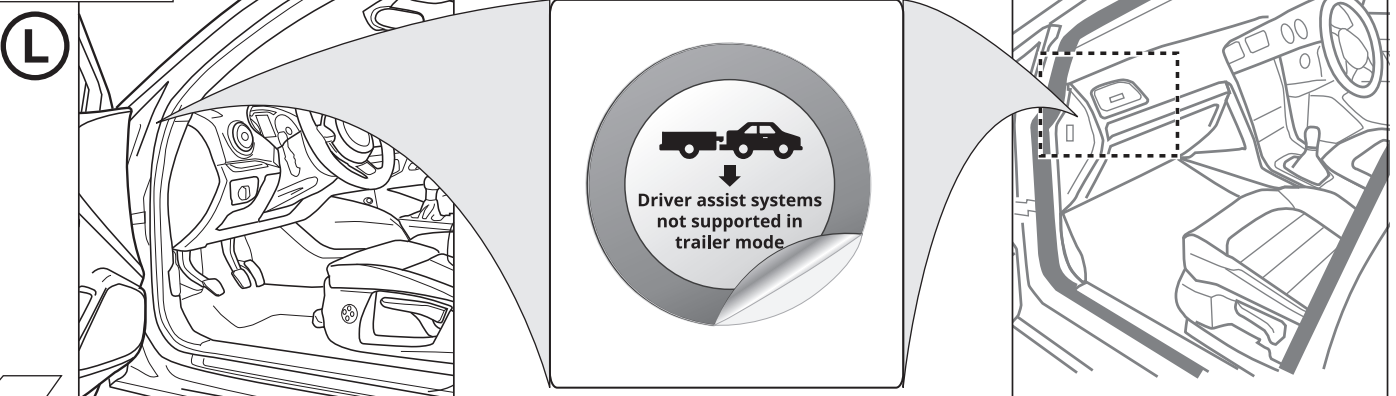 L
Driver assist systems
not supported in
trailer mode